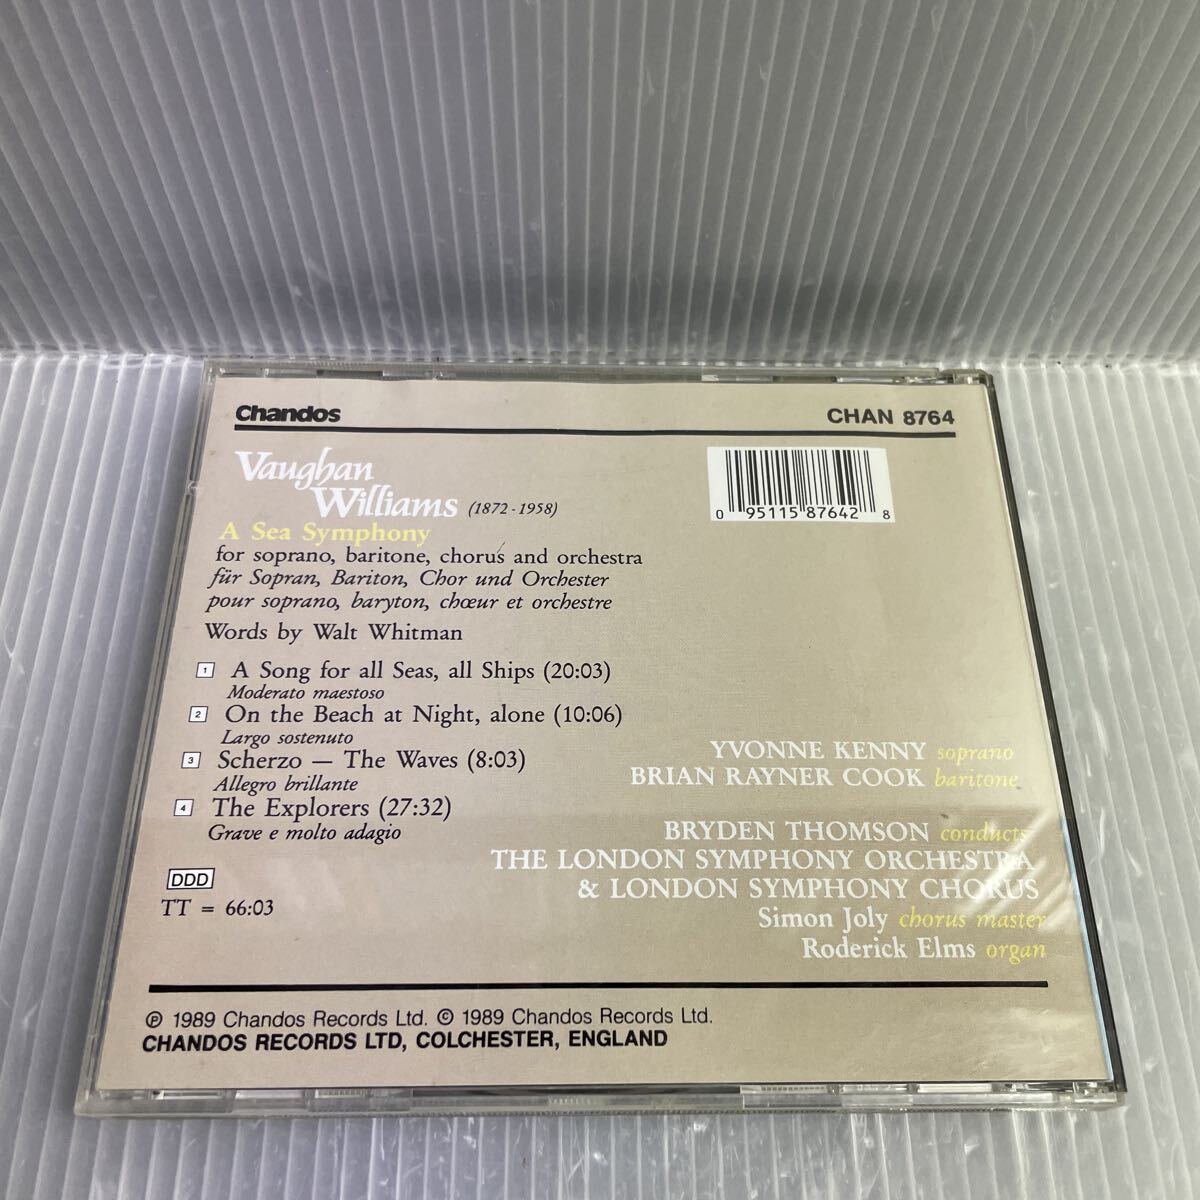 Chandos
CHAN 8764
Vaughan
Williams (1872-1958)
0 95115 87642 8
A Sea Symphony
for soprano, baritone, chorus and orchestra
für Sopran, Bariton, Chor und Orchester
pour soprano, baryton, chœur et orchestre
Words by Walt Whitman
1 A Song for all Seas, all Ships (20:03)
Moderato maestoso
2 On the Beach at Night, alone (10:06)
Largo sostenuto
3 Scherzo — The Waves (8:03)
Allegro brillante
4 The Explorers (27:32)
Grave e molto adagio
DDD
TT = 66:03
YVONNE KENNY soprano
BRIAN RAYNER COOK baritone
BRYDEN THOMSON conducts
THE LONDON SYMPHONY ORCHESTRA
& LONDON SYMPHONY CHORUS
Simon Joly chorus master
Roderick Elms organ
℗ 1989 Chandos Records Ltd. © 1989 Chandos Records Ltd.
CHANDOS RECORDS LTD, COLCHESTER, ENGLAND